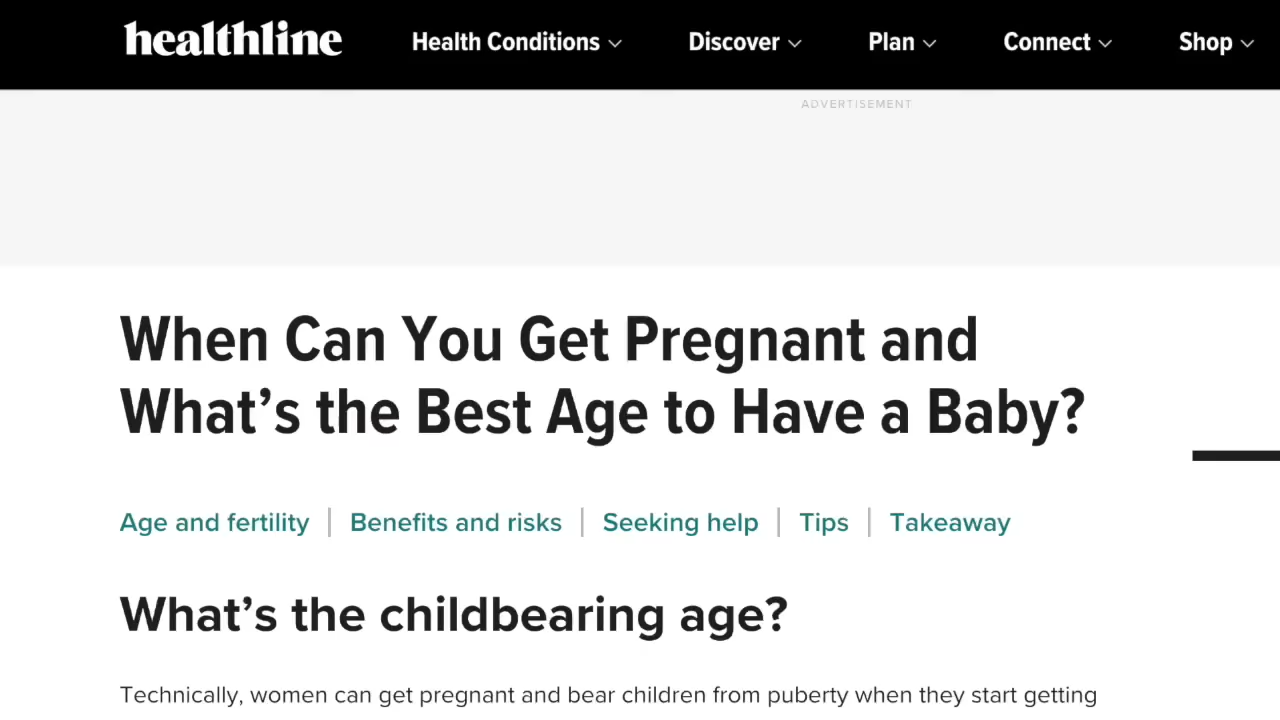 healthline Health Conditions Discover Plan Connect Shop
ADVERTISEMENT
When Can You Get Pregnant and
What's the Best Age to Have a Baby?
Age and fertility | Benefits and risks | Seeking help | Tips | Takeaway
What's the childbearing age?
Technically, women can get pregnant and bear children from puberty when they start getting